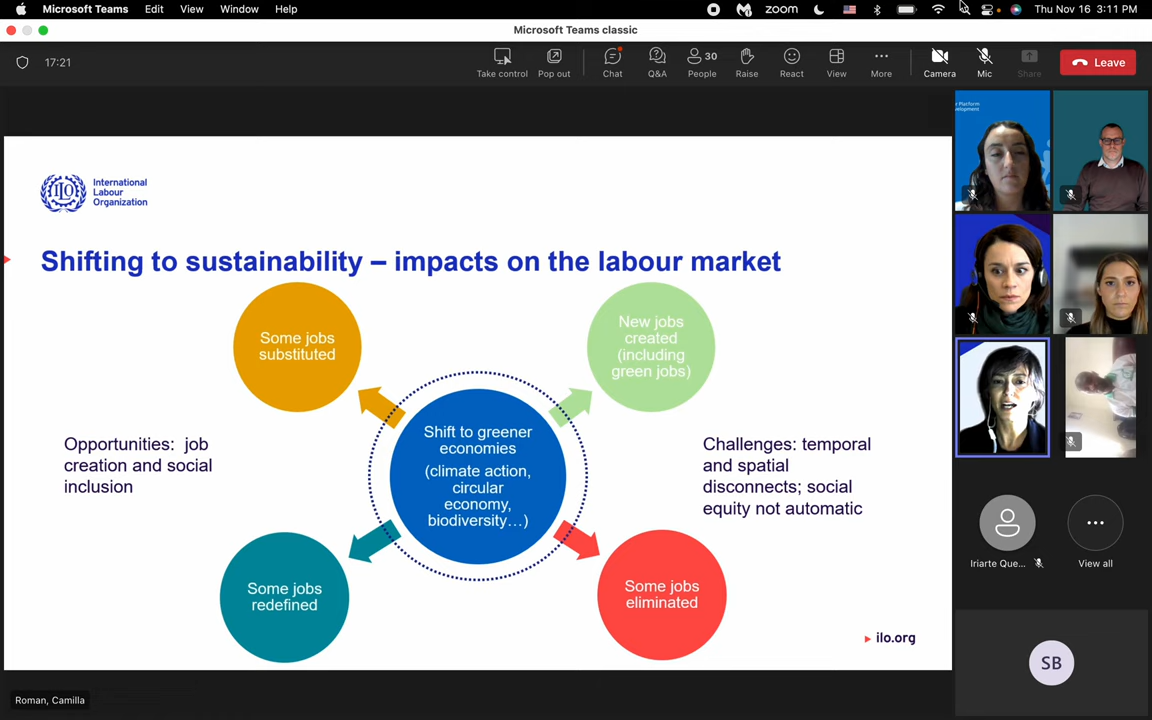 Microsoft Teams Edit View Window Help
zoom Thu Nov 16 3:11 PM
Microsoft Teams classic
17:21
Take control Pop out Chat Q&A 30 People Raise React View More Camera Mic Share Leave
International
Labour
Organization
Shifting to sustainability – impacts on the labour market
Some jobs
substituted
New jobs
created
(including
green jobs)
Shift to greener
economies
(climate action,
circular
economy,
biodiversity…)
Opportunities: job
creation and social
inclusion
Challenges: temporal
and spatial
disconnects; social
equity not automatic
Some jobs
redefined
Some jobs
eliminated
ilo.org
Roman, Camilla
Platform
Iriarte Que...
View all
SB